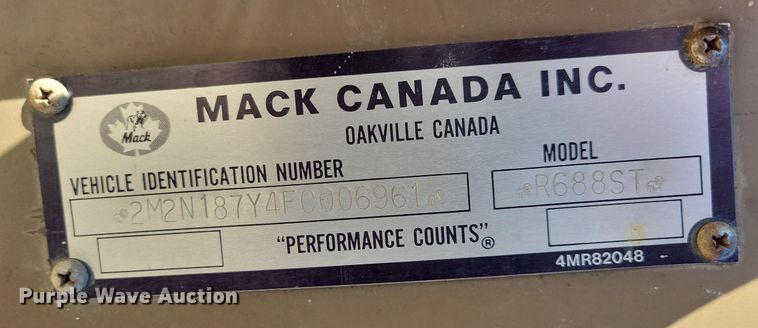 MACK CANADA INC.
OAKVILLE CANADA
Mack
VEHICLE IDENTIFICATION NUMBER
MODEL
2M2N187Y4FC006961
R688ST
"PERFORMANCE COUNTS"®
4MR82048
Purple Wave Auction